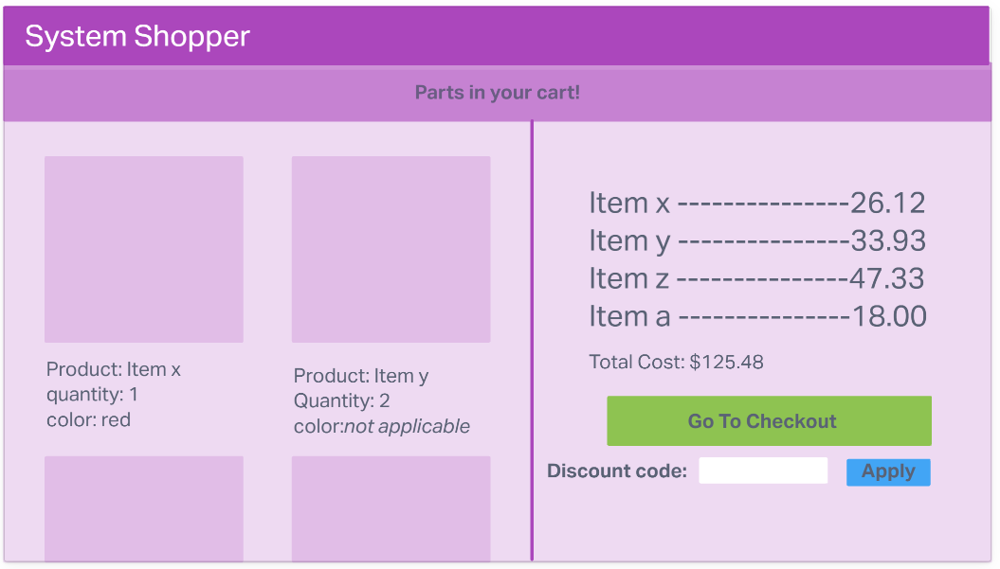 System Shopper
Parts in your cart!
Product: Item x
quantity: 1
color: red
Product: Item y
Quantity: 2
color:not applicable
Item x ---------------26.12
Item y ---------------33.93
Item z ---------------47.33
Item a ---------------18.00
Total Cost: $125.48
Go To Checkout
Discount code:
Apply